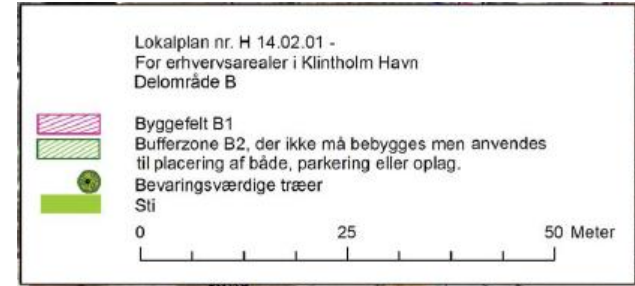 Lokalplan nr. H 14.02.01 -
For erhvervsarealer i Klintholm Havn
Delområde B
Byggefelt B1
Bufferzone B2, der ikke må bebygges men anvendes
til placering af både, parkering eller oplag.
Bevaringsværdige træer
Sti
0 25 50 Meter